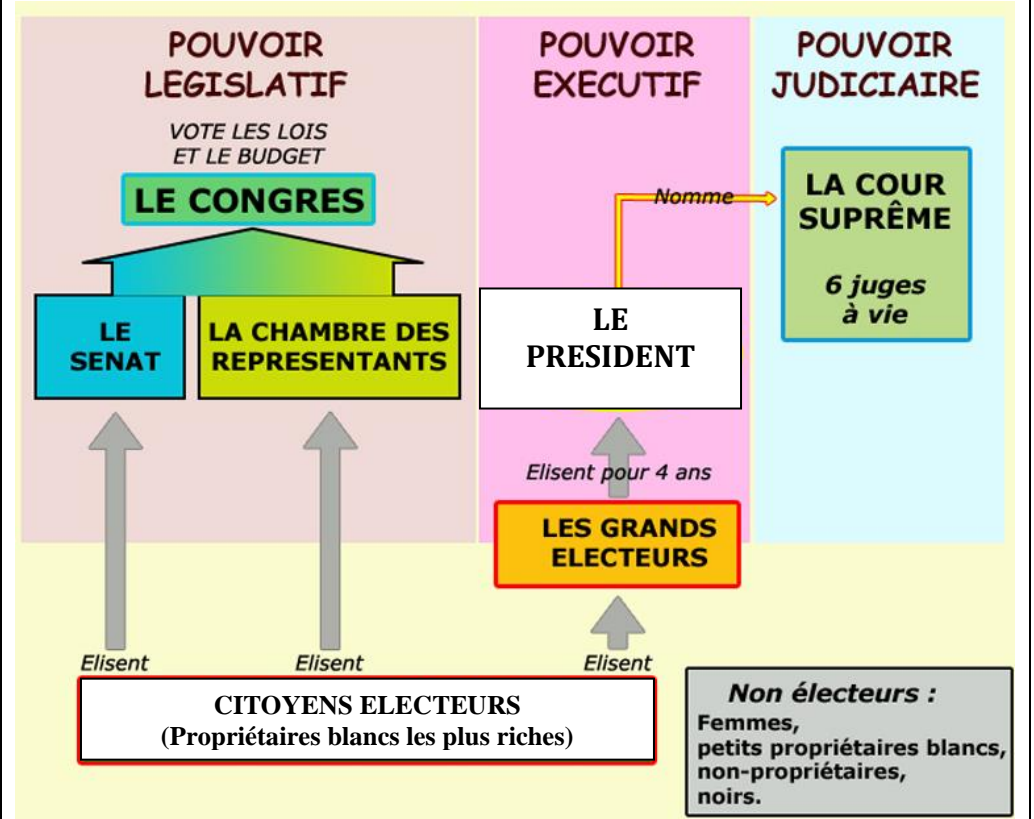 POUVOIR
LEGISLATIF
VOTE LES LOIS
ET LE BUDGET
LE CONGRES
LE
SENAT
LA CHAMBRE DES
REPRESENTANTS
POUVOIR
EXECUTIF
Nomme
LE
PRESIDENT
Elisent pour 4 ans
LES GRANDS
ELECTEURS
POUVOIR
JUDICIAIRE
LA COUR
SUPRÊME
6 juges
à vie
Elisent
Elisent
Elisent
CITOYENS ELECTEURS
(Propriétaires blancs les plus riches)
Non électeurs :
Femmes,
petits propriétaires blancs,
non-propriétaires,
noirs.